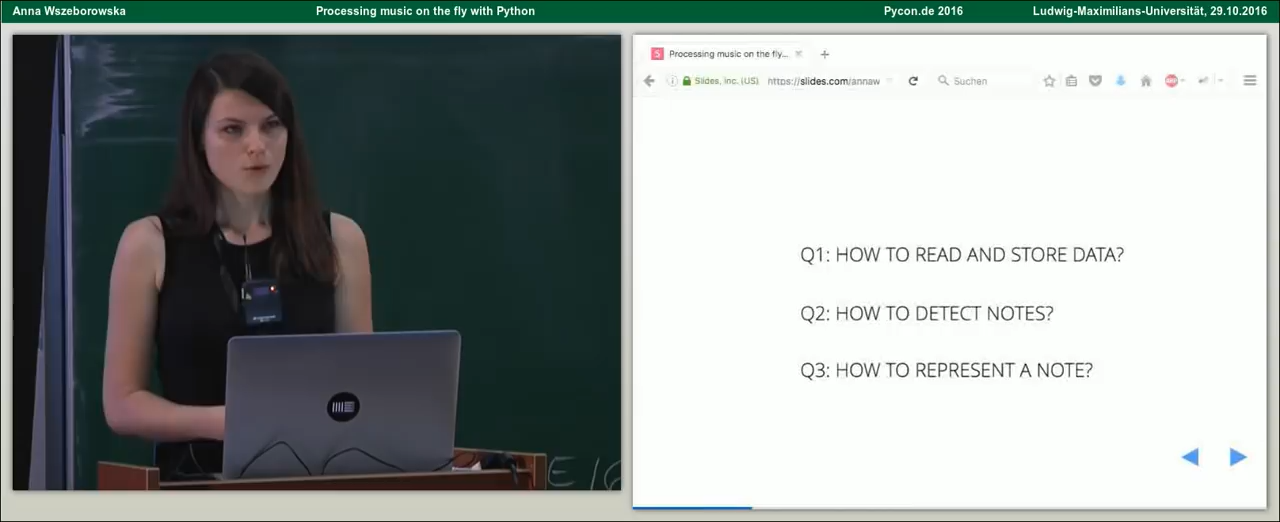 Anna Wszeborowska
Processing music on the fly with Python
Pycon.de 2016
Ludwig-Maximilians-Universität, 29.10.2016
S Processing music on the fly...
Slides, Inc. (US) https://slides.com/annaw
Suchen
Q1: HOW TO READ AND STORE DATA?
Q2: HOW TO DETECT NOTES?
Q3: HOW TO REPRESENT A NOTE?